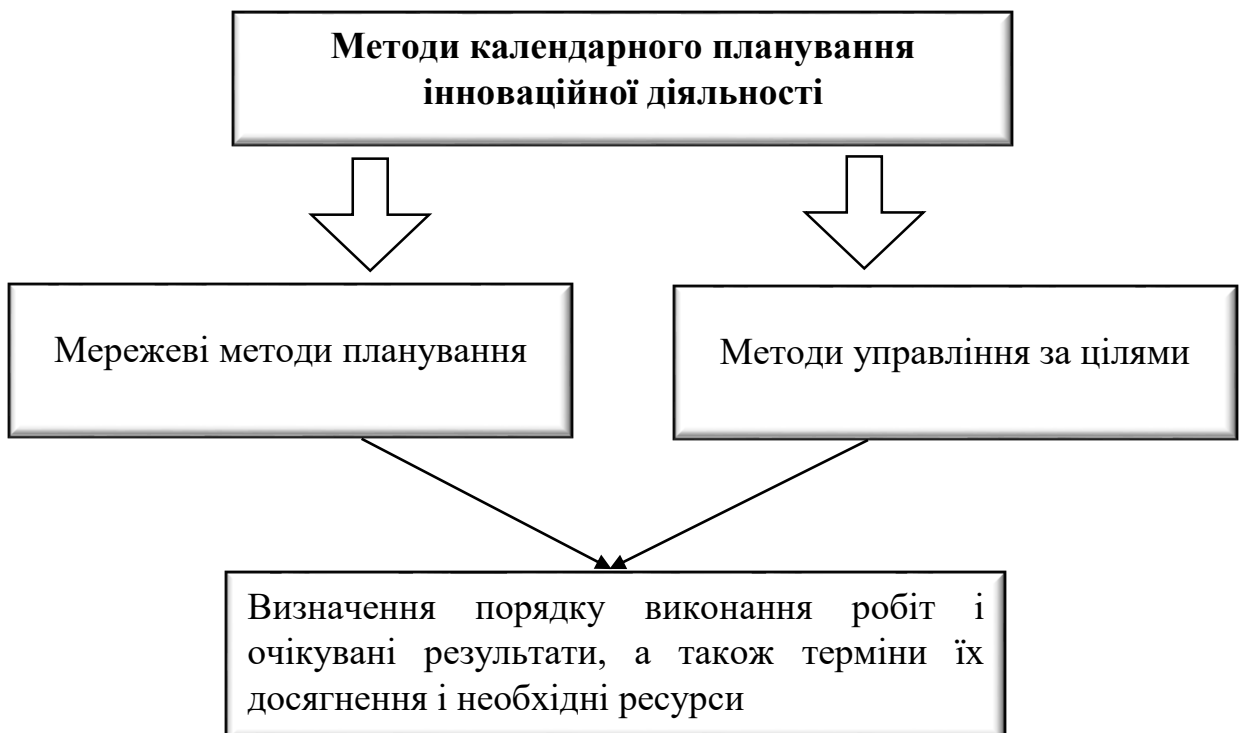 Методи календарного планування
інноваційної діяльності
Мережеві методи планування
Методи управління за цілями
Визначення порядку виконання робіт і
очікувані результати, а також терміни їх
досягнення і необхідні ресурси